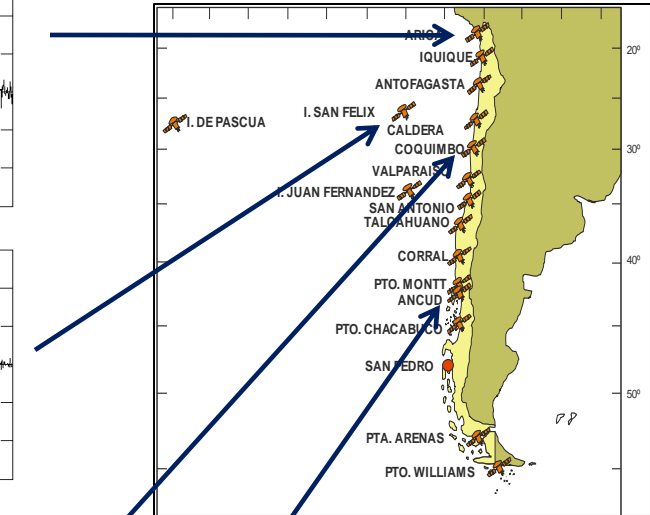 ARICA
20º
IQUIQUE
ANTOFAGASTA
I. SAN FELIX
I. DE PASCUA
CALDERA
COQUIMBO
30º
VALPARAISO
I. JUAN FERNANDEZ
SAN ANTONIO
TALCAHUANO
CORRAL
40º
PTO. MONTT
ANCUD
PTO. CHACABUCO
SAN PEDRO
50º
PTA. ARENAS
PTO. WILLIAMS